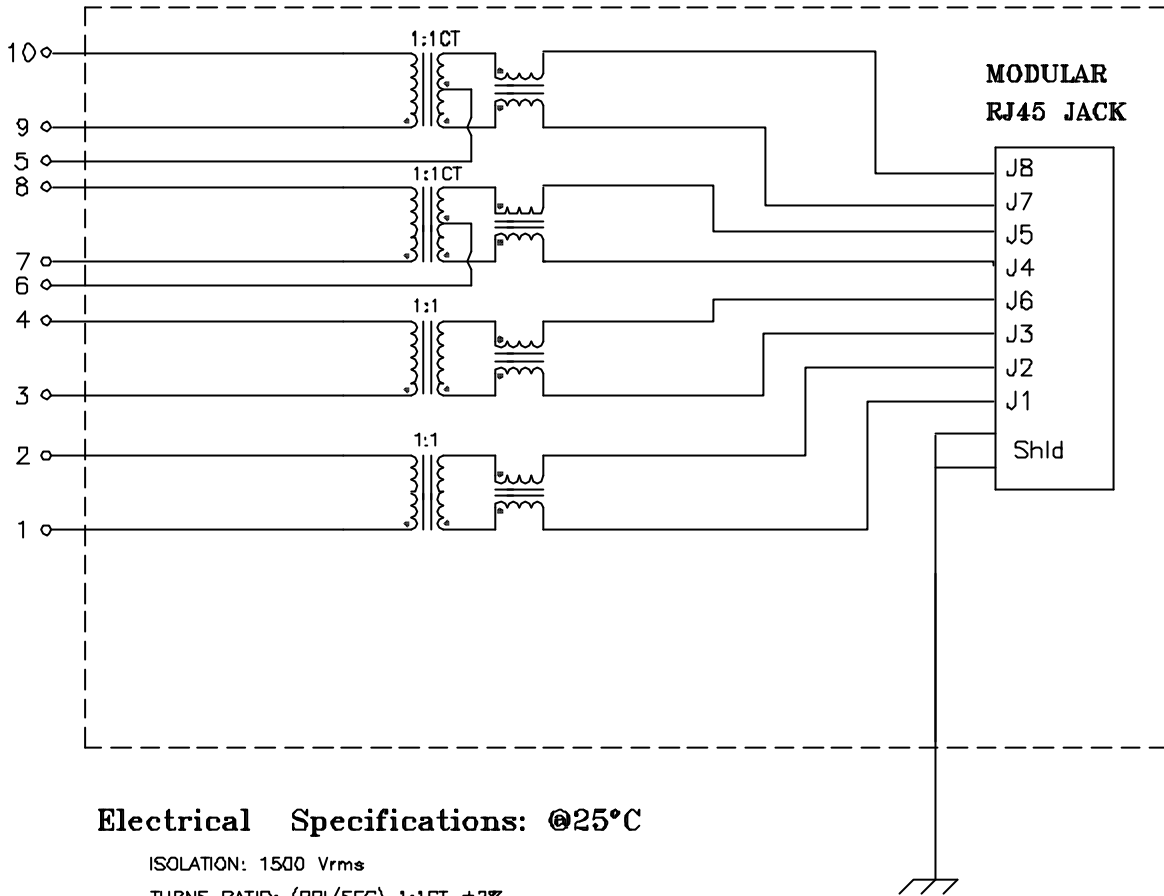 1:1CT
10
MODULAR
RJ45 JACK
9
5
J8
1:1CT
8
J7
J5
7
J4
6
1:1
J6
4
J3
J2
3
J1
1:1
Shld
2
1
Electrical Specifications: @25°C
ISOLATION: 1500 Vrms